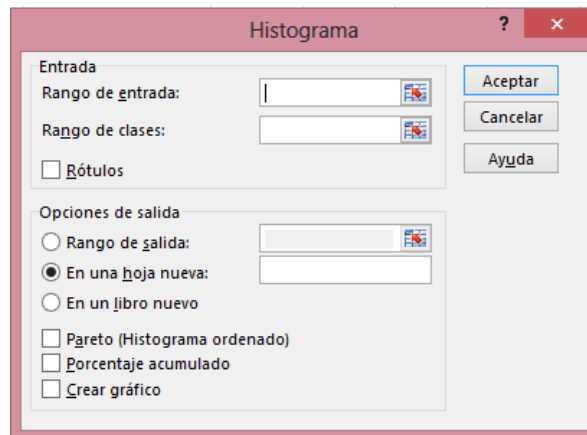 Histograma
?
×
Entrada
Rango de entrada:
Rango de clases:
Rótulos
Aceptar
Cancelar
Ayuda
Opciones de salida
Rango de salida:
En una hoja nueva:
En un libro nuevo
Pareto (Histograma ordenado)
Porcentaje acumulado
Crear gráfico